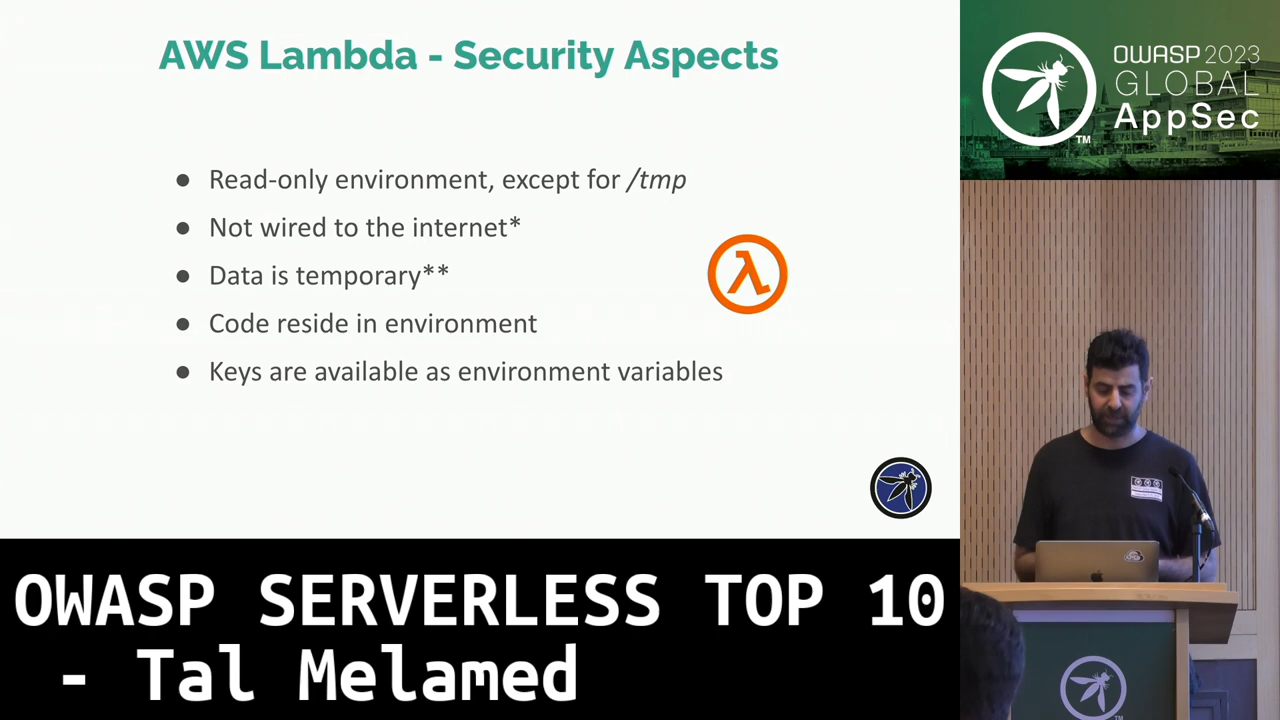 AWS Lambda - Security Aspects
● Read-only environment, except for /tmp
● Not wired to the internet*
● Data is temporary**
● Code reside in environment
● Keys are available as environment variables
λ
OWASP 2023
GLOBAL
AppSec
TM
OWASP SERVERLESS TOP 10
- Tal Melamed
TM